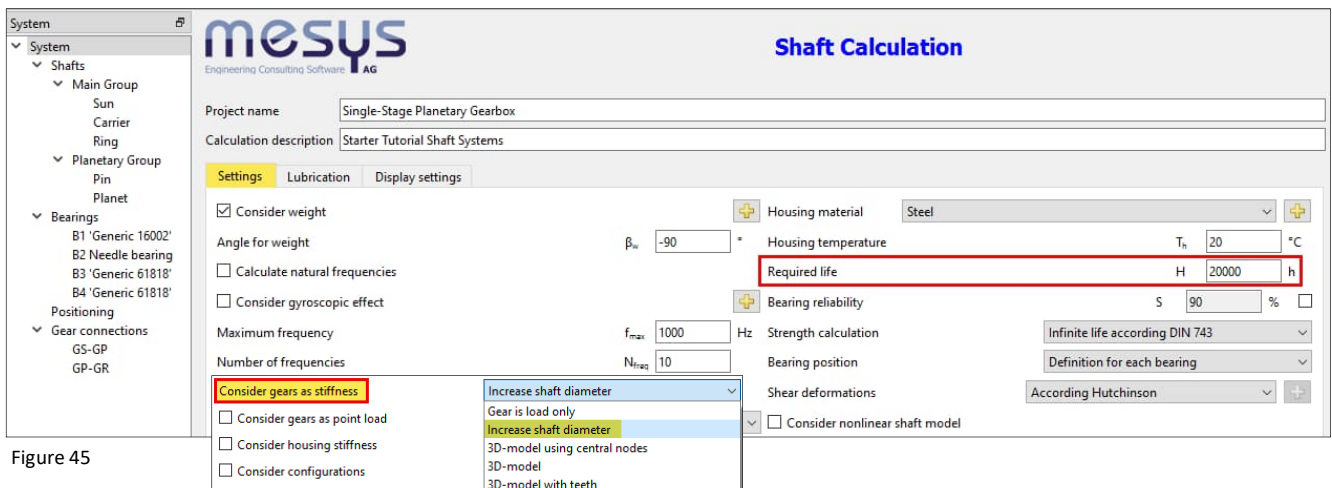 System
System
Shafts
Main Group
Sun
Carrier
Ring
Planetary Group
Pin
Planet
Bearings
B1 'Generic 16002'
B2 Needle bearing
B3 'Generic 61818'
B4 'Generic 61818'
Positioning
Gear connections
GS-GP
GP-GR
mesys
Engineering Consulting Software AG
Shaft Calculation
Project name Single-Stage Planetary Gearbox
Calculation description Starter Tutorial Shaft Systems
Settings Lubrication Display settings
Consider weight Housing material Steel
Angle for weight βw -90 ° Housing temperature Th 20 °C
Calculate natural frequencies Required life H 20000 h
Consider gyroscopic effect Bearing reliability S 90 %
Maximum frequency fmax 1000 Hz Strength calculation Infinite life according DIN 743
Number of frequencies Nfreq 10 Bearing position Definition for each bearing
Consider gears as stiffness Increase shaft diameter Shear deformations According Hutchinson
Consider gears as point load Gear is load only Consider nonlinear shaft model
Increase shaft diameter
Consider housing stiffness 3D-model using central nodes
3D-model
Consider configurations 3D-model with teeth
Figure 45